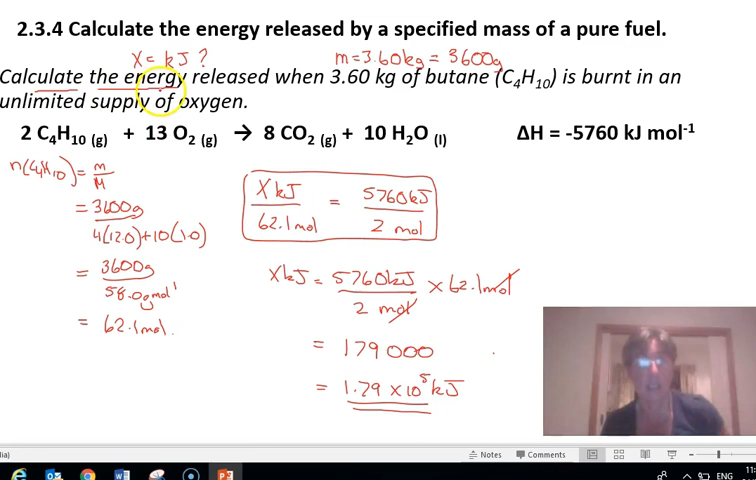 2.3.4 Calculate the energy released by a specified mass of a pure fuel.
X = kJ ? m = 3.60kg = 3600g
Calculate the energy released when 3.60 kg of butane (C4H10) is burnt in an
unlimited supply of oxygen.
2 C4H10 (g) + 13 O2 (g) → 8 CO2 (g) + 10 H2O (l) ΔH = -5760 kJ mol-1
n(C4H10) = m/M
= 3600g / 4(12.0)+10(1.0)
= 3600g / 58.0gmol-1
= 62.1mol.
X kJ / 62.1mol = 5760kJ / 2 mol
X kJ = 5760kJ / 2 mol × 62.1mol
= 179 000
= 1.79 × 10^5 kJ
Notes Comments
ENG